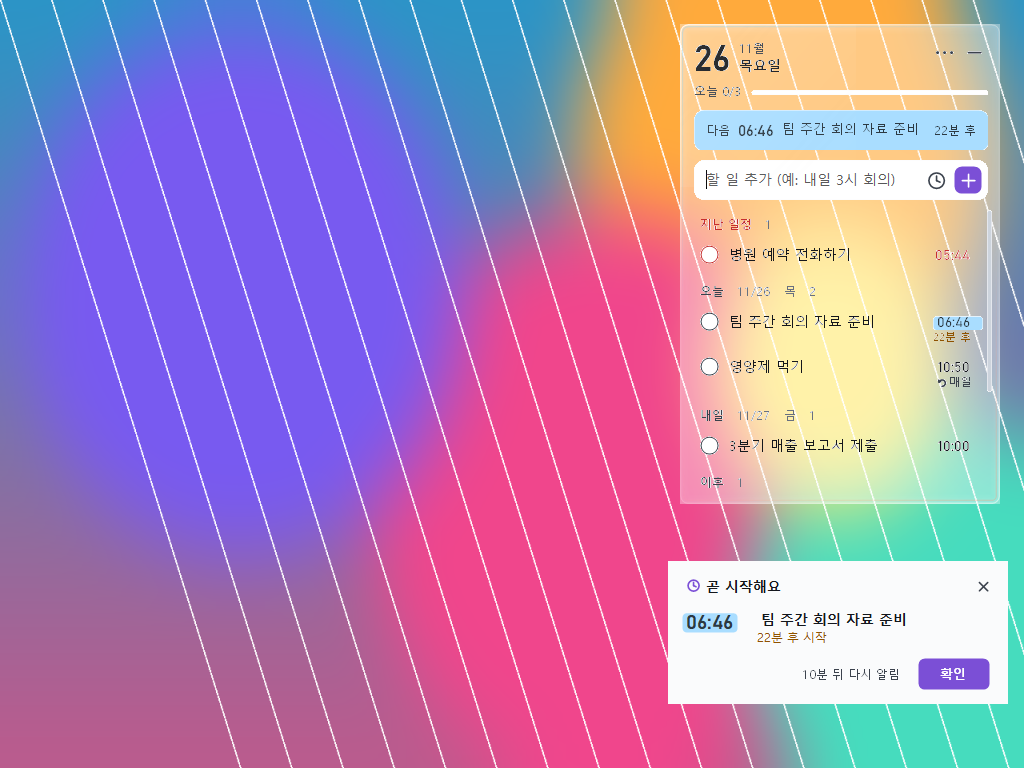 26
11월
목요일
오늘 0/3
다음 06:46 팀 주간 회의 자료 준비 22분 후
할 일 추가 (예: 내일 3시 회의)
지난 일정 1
병원 예약 전화하기 05:44
오늘 11/26 목 2
팀 주간 회의 자료 준비 06:46
22분 후
영양제 먹기 10:50
매일
내일 11/27 금 1
3분기 매출 보고서 제출 10:00
이후 1
곧 시작해요
06:46 팀 주간 회의 자료 준비
22분 후 시작
10분 뒤 다시 알림 확인